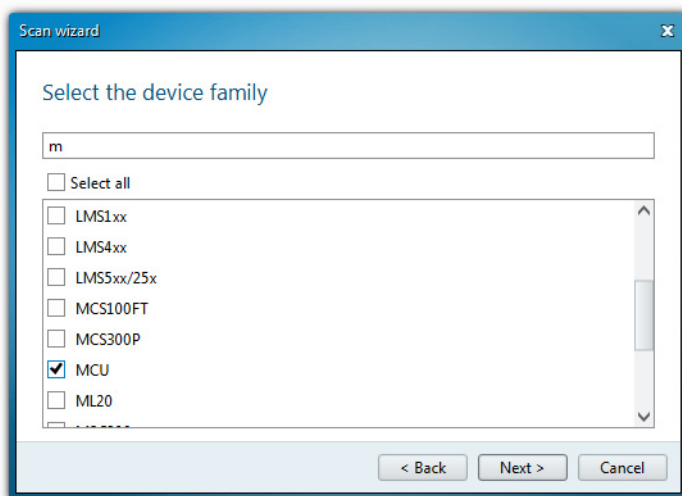 Scan wizard
Select the device family
m
Select all
LMS1xx
LMS4xx
LMS5xx/25x
MCS100FT
MCS300P
MCU
ML20
< Back Next > Cancel